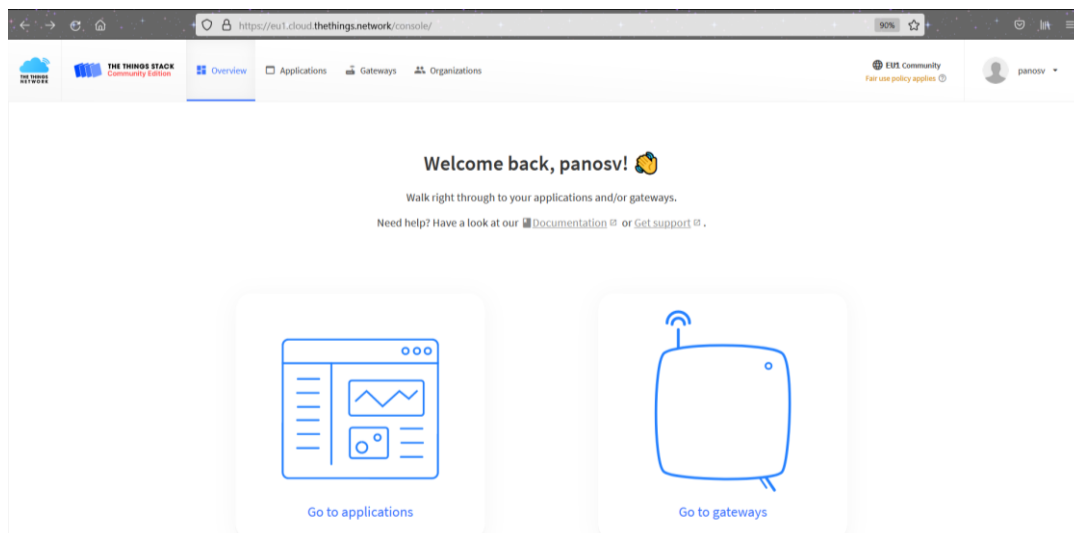 https://eu1.cloud.thethings.network/console/
90%
THE THINGS NETWORK
THE THINGS STACK
Community Edition
Overview
Applications
Gateways
Organizations
EU1 Community
Fair use policy applies
panosv
Welcome back, panosv!
Walk right through to your applications and/or gateways.
Need help? Have a look at our Documentation or Get support .
Go to applications
Go to gateways